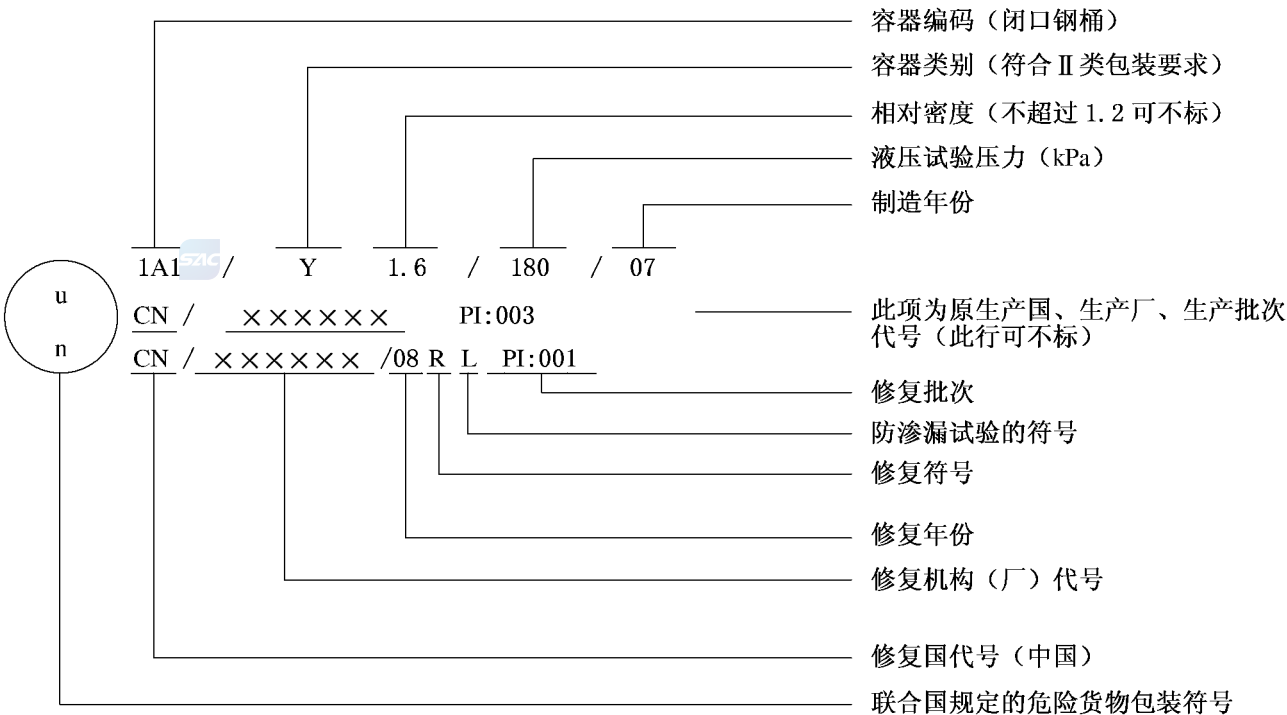 容器编码（闭口钢桶）
容器类别（符合Ⅱ类包装要求）
相对密度（不超过 1.2 可不标）
液压试验压力（kPa）
制造年份
1A1 / Y 1.6 / 180 / 07
SAC
u
n
CN / ×××××× PI:003
此项为原生产国、生产厂、生产批次
代号（此行可不标）
CN / ×××××× /08 R L PI:001
修复批次
防渗漏试验的符号
修复符号
修复年份
修复机构（厂）代号
修复国代号（中国）
联合国规定的危险货物包装符号